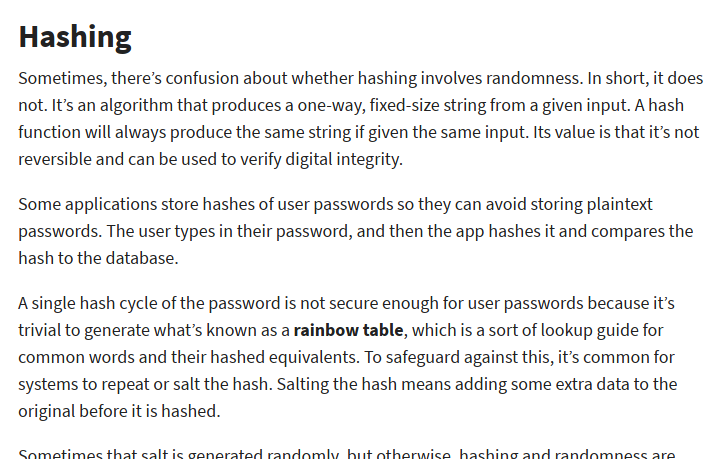 Hashing
Sometimes, there’s confusion about whether hashing involves randomness. In short, it does
not. It’s an algorithm that produces a one-way, fixed-size string from a given input. A hash
function will always produce the same string if given the same input. Its value is that it’s not
reversible and can be used to verify digital integrity.
Some applications store hashes of user passwords so they can avoid storing plaintext
passwords. The user types in their password, and then the app hashes it and compares the
hash to the database.
A single hash cycle of the password is not secure enough for user passwords because it’s
trivial to generate what’s known as a rainbow table, which is a sort of lookup guide for
common words and their hashed equivalents. To safeguard against this, it’s common for
systems to repeat or salt the hash. Salting the hash means adding some extra data to the
original before it is hashed.
Sometimes that salt is generated randomly, but otherwise, hashing and randomness are